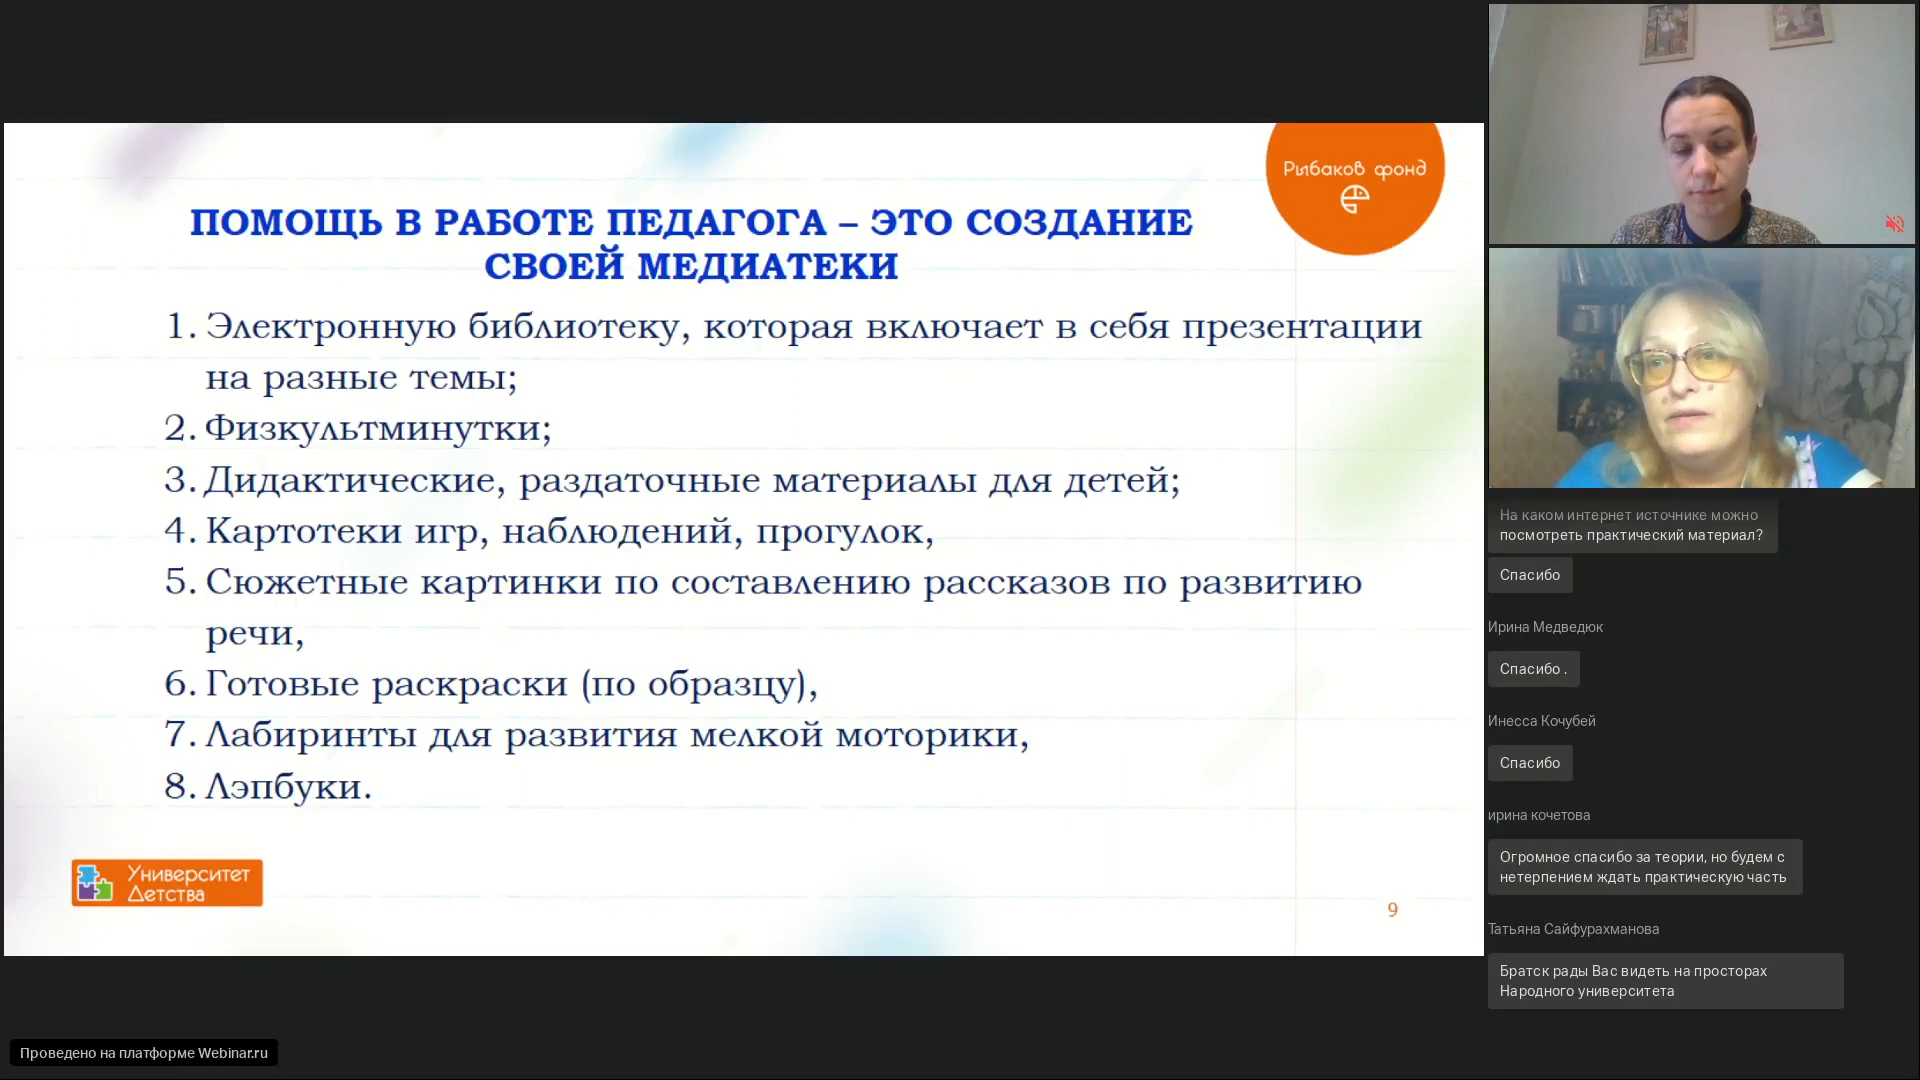 Рыбаков фонд
ПОМОЩЬ В РАБОТЕ ПЕДАГОГА – ЭТО СОЗДАНИЕ
СВОЕЙ МЕДИАТЕКИ
1. Электронную библиотеку, которая включает в себя презентации
на разные темы;
2. Физкультминутки;
3. Дидактические, раздаточные материалы для детей;
4. Картотеки игр, наблюдений, прогулок,
5. Сюжетные картинки по составлению рассказов по развитию
речи,
6. Готовые раскраски (по образцу),
7. Лабиринты для развития мелкой моторики,
8. Лэпбуки.
Университет
Детства
9
На каком интернет источнике можно
посмотреть практический материал?
Спасибо
Ирина Медведюк
Спасибо .
Инесса Кочубей
Спасибо
ирина кочетова
Огромное спасибо за теории, но будем с
нетерпением ждать практическую часть
Татьяна Сайфурахманова
Братск рады Вас видеть на просторах
Народного университета
Проведено на платформе Webinar.ru